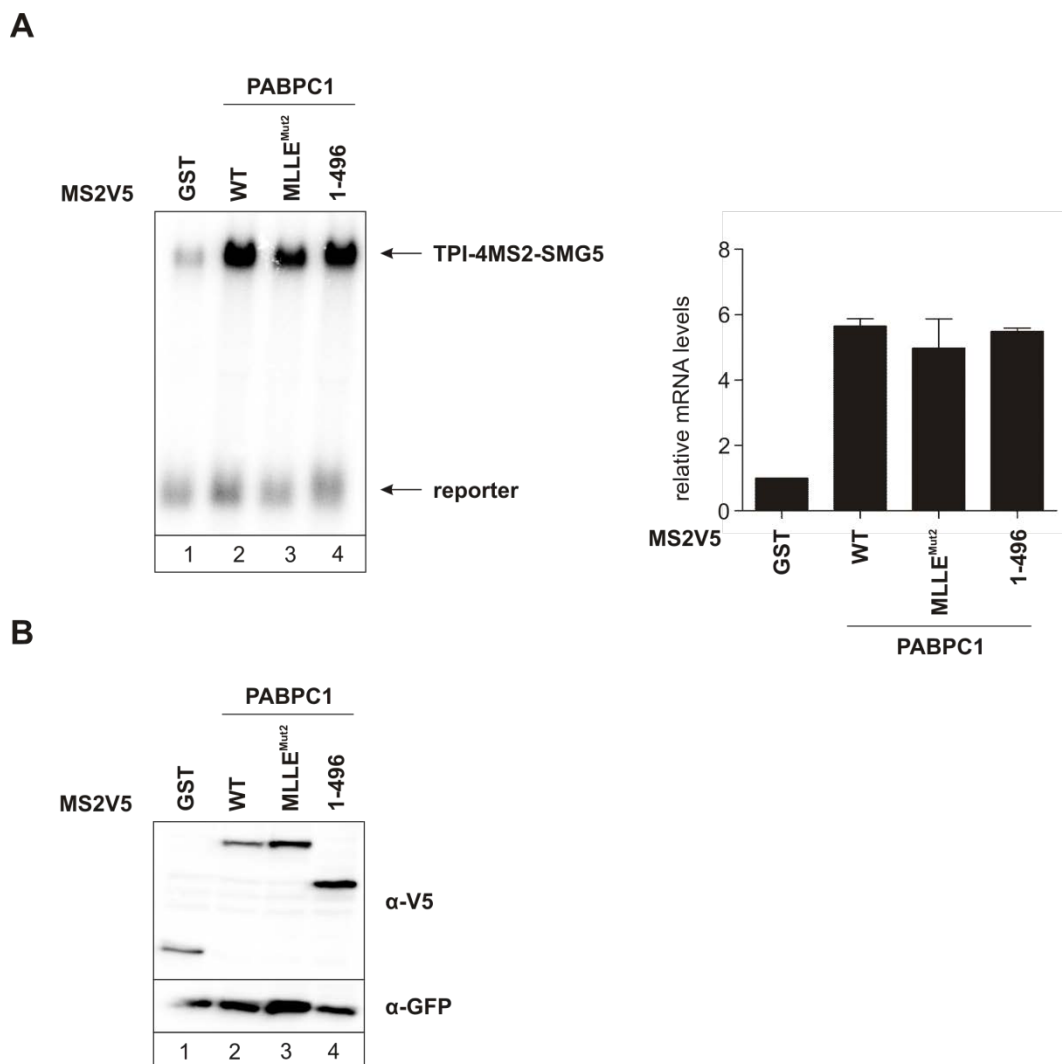 A
PABPC1
MS2V5 GST WT MLLE^Mut2 1-496
TPI-4MS2-SMG5
reporter
1 2 3 4
relative mRNA levels
8
6
4
2
0
MS2V5 GST WT MLLE^Mut2 1-496
PABPC1
B
PABPC1
MS2V5 GST WT MLLE^Mut2 1-496
α-V5
α-GFP
1 2 3 4